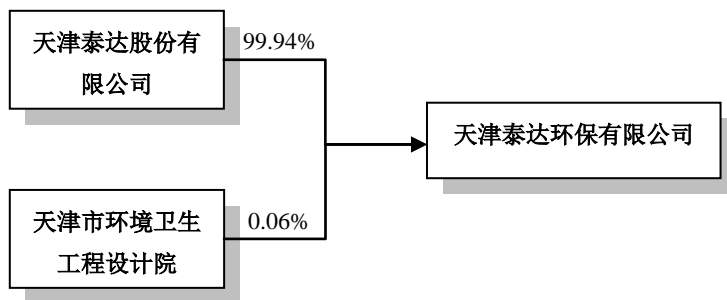 天津泰达股份有
限公司
99.94%
天津泰达环保有限公司
天津市环境卫生
工程设计院
0.06%